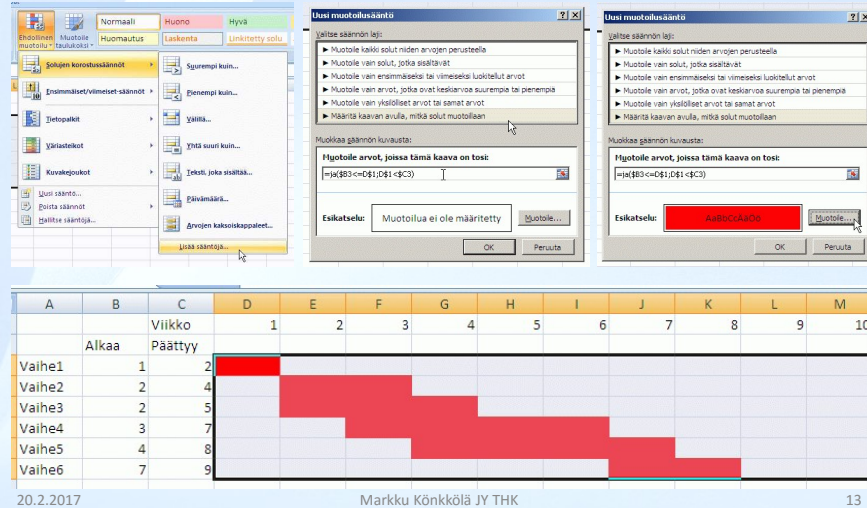 Normaali Huono Hyvä
Ehdollinen muotoilu Muotoile taulukoksi Huomautus Laskenta Linkitetty solu
Solujen korostussäännöt
Ensimmäiset/viimeiset-säännöt
Tietopalkit
Väriasteikot
Kuvakejoukot
Uusi sääntö...
Poista säännöt
Hallitse sääntöjä...
Suurempi kuin...
Pienempi kuin...
Välillä...
Yhtä suuri kuin...
Teksti, joka sisältää...
Päivämäärä...
Arvojen kaksoiskappaleet...
Lisää sääntöjä...
Uusi muotoilusääntö
Valitse säännön laji:
► Muotoile kaikki solut niiden arvojen perusteella
► Muotoile vain solut, jotka sisältävät
► Muotoile vain ensimmäiseksi tai viimeiseksi luokitellut arvot
► Muotoile vain arvot, jotka ovat keskiarvoa suurempia tai pienempiä
► Muotoile vain yksilölliset arvot tai samat arvot
► Määritä kaavan avulla, mitkä solut muotoillaan
Muokkaa säännön kuvausta:
Muotoile arvot, joissa tämä kaava on tosi:
=ja($B3<=D$1;D$1<$C3)
Esikatselu: Muotoilua ei ole määritetty Muotoile...
OK Peruuta
Uusi muotoilusääntö
Valitse säännön laji:
► Muotoile kaikki solut niiden arvojen perusteella
► Muotoile vain solut, jotka sisältävät
► Muotoile vain ensimmäiseksi tai viimeiseksi luokitellut arvot
► Muotoile vain arvot, jotka ovat keskiarvoa suurempia tai pienempiä
► Muotoile vain yksilölliset arvot tai samat arvot
► Määritä kaavan avulla, mitkä solut muotoillaan
Muokkaa säännön kuvausta:
Muotoile arvot, joissa tämä kaava on tosi:
=ja($B3<=D$1;D$1<$C3)
Esikatselu: AaBbCcÄäÖö Muotoile...
OK Peruuta
A B C D E F G H I J K L M
Viikko 1 2 3 4 5 6 7 8 9 10
Alkaa Päättyy
Vaihe1 1 2
Vaihe2 2 4
Vaihe3 2 5
Vaihe4 3 7
Vaihe5 4 8
Vaihe6 7 9
20.2.2017 Markku Könkkölä JY THK 13